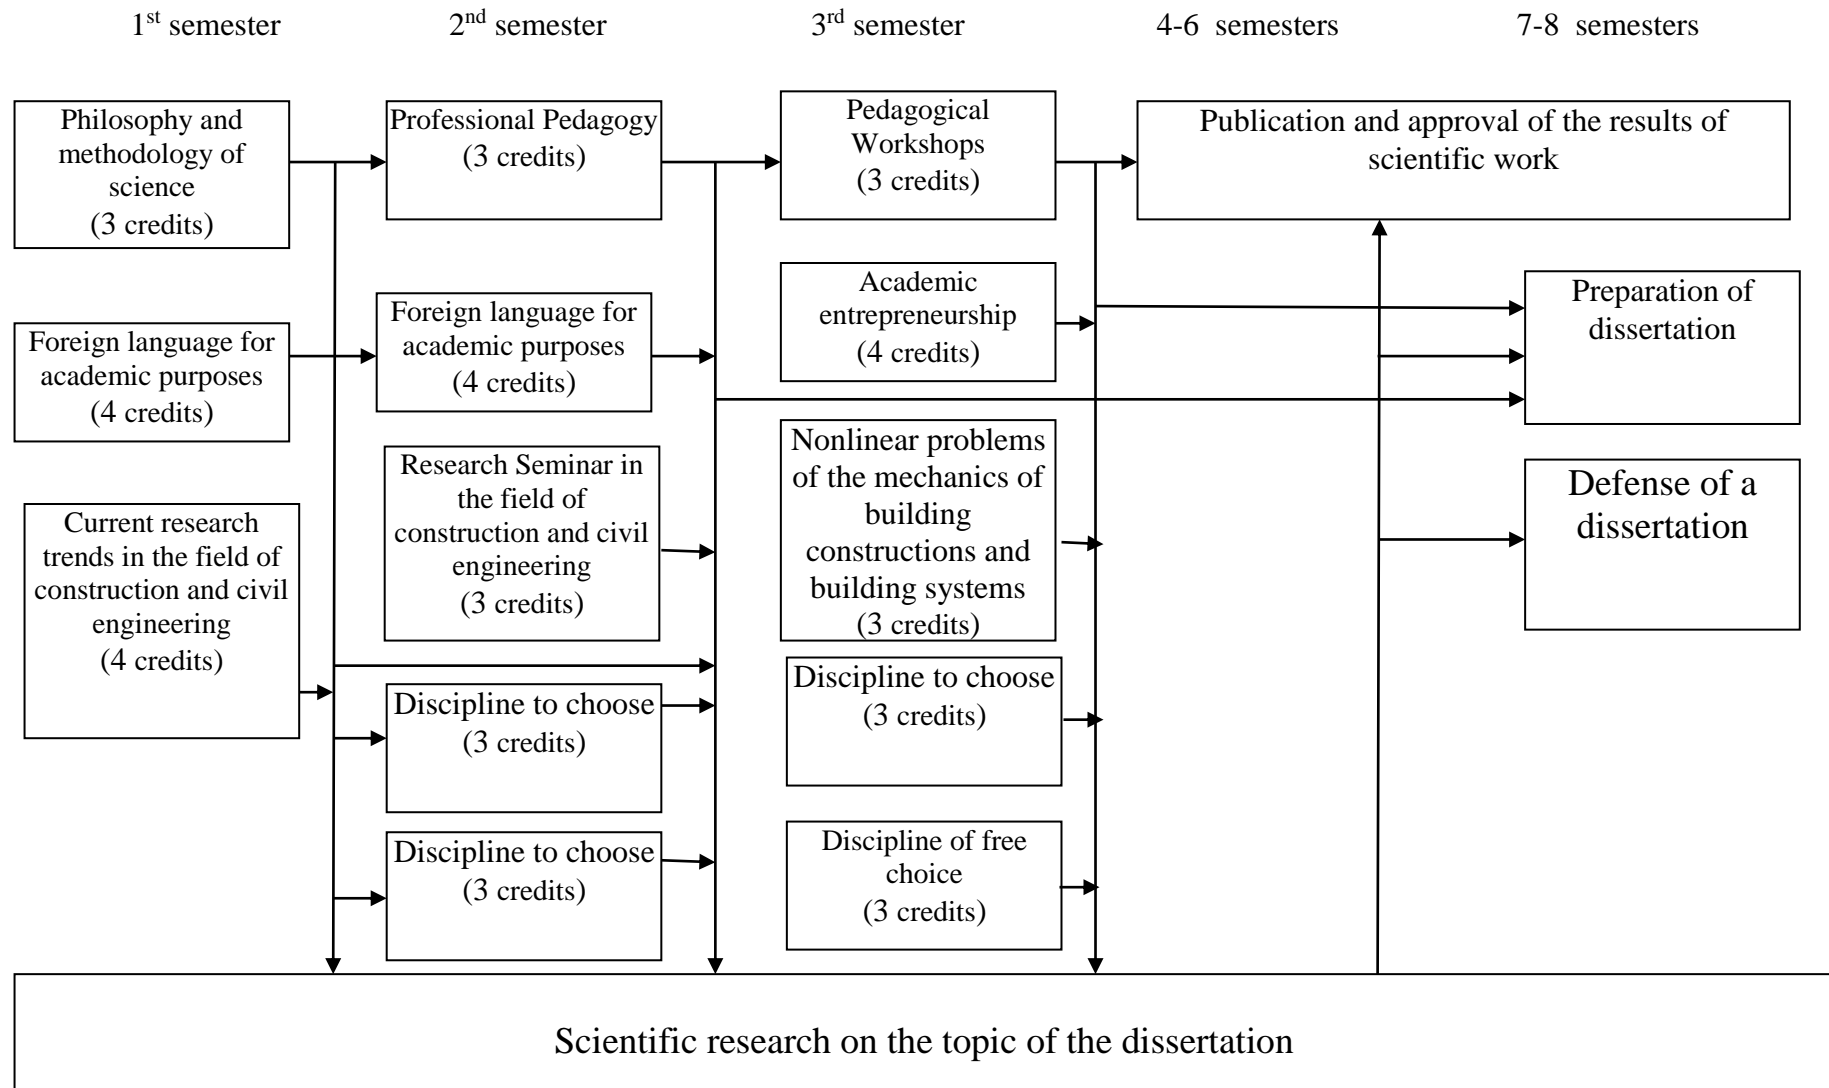 1st semester
2nd semester
3rd semester
4-6 semesters
7-8 semesters
Philosophy and
methodology of
science
(3 credits)
Foreign language for
academic purposes
(4 credits)
Current research
trends in the field of
construction and civil
engineering
(4 credits)
Professional Pedagogy
(3 credits)
Foreign language for
academic purposes
(4 credits)
Research Seminar in
the field of
construction and civil
engineering
(3 credits)
Discipline to choose
(3 credits)
Discipline to choose
(3 credits)
Pedagogical
Workshops
(3 credits)
Academic
entrepreneurship
(4 credits)
Nonlinear problems
of the mechanics of
building
constructions and
building systems
(3 credits)
Discipline to choose
(3 credits)
Discipline of free
choice
(3 credits)
Publication and approval of the results of
scientific work
Preparation of
dissertation
Defense of a
dissertation
Scientific research on the topic of the dissertation